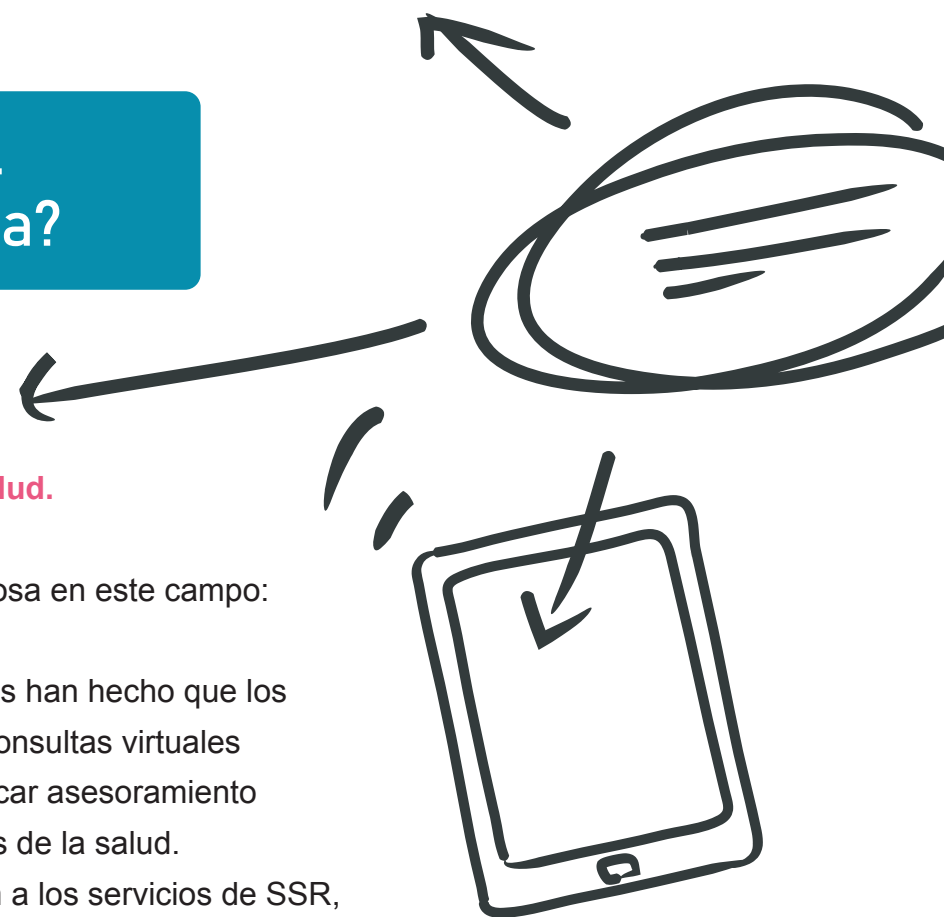 a?
lud.
osa en este campo:
s han hecho que los
onsultas virtuales
car asesoramiento
s de la salud.
a los servicios de SSR,